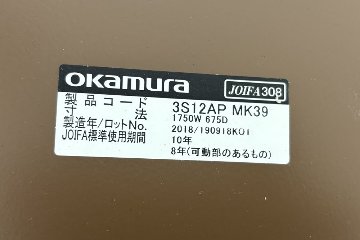 okamura JOIFA308
製品コード 3S12AP MK39
寸法 1750W 675D
製造年/ロットNo. 2018/190918K01
JOIFA標準使用期間 10年
8年(可動部のあるもの)